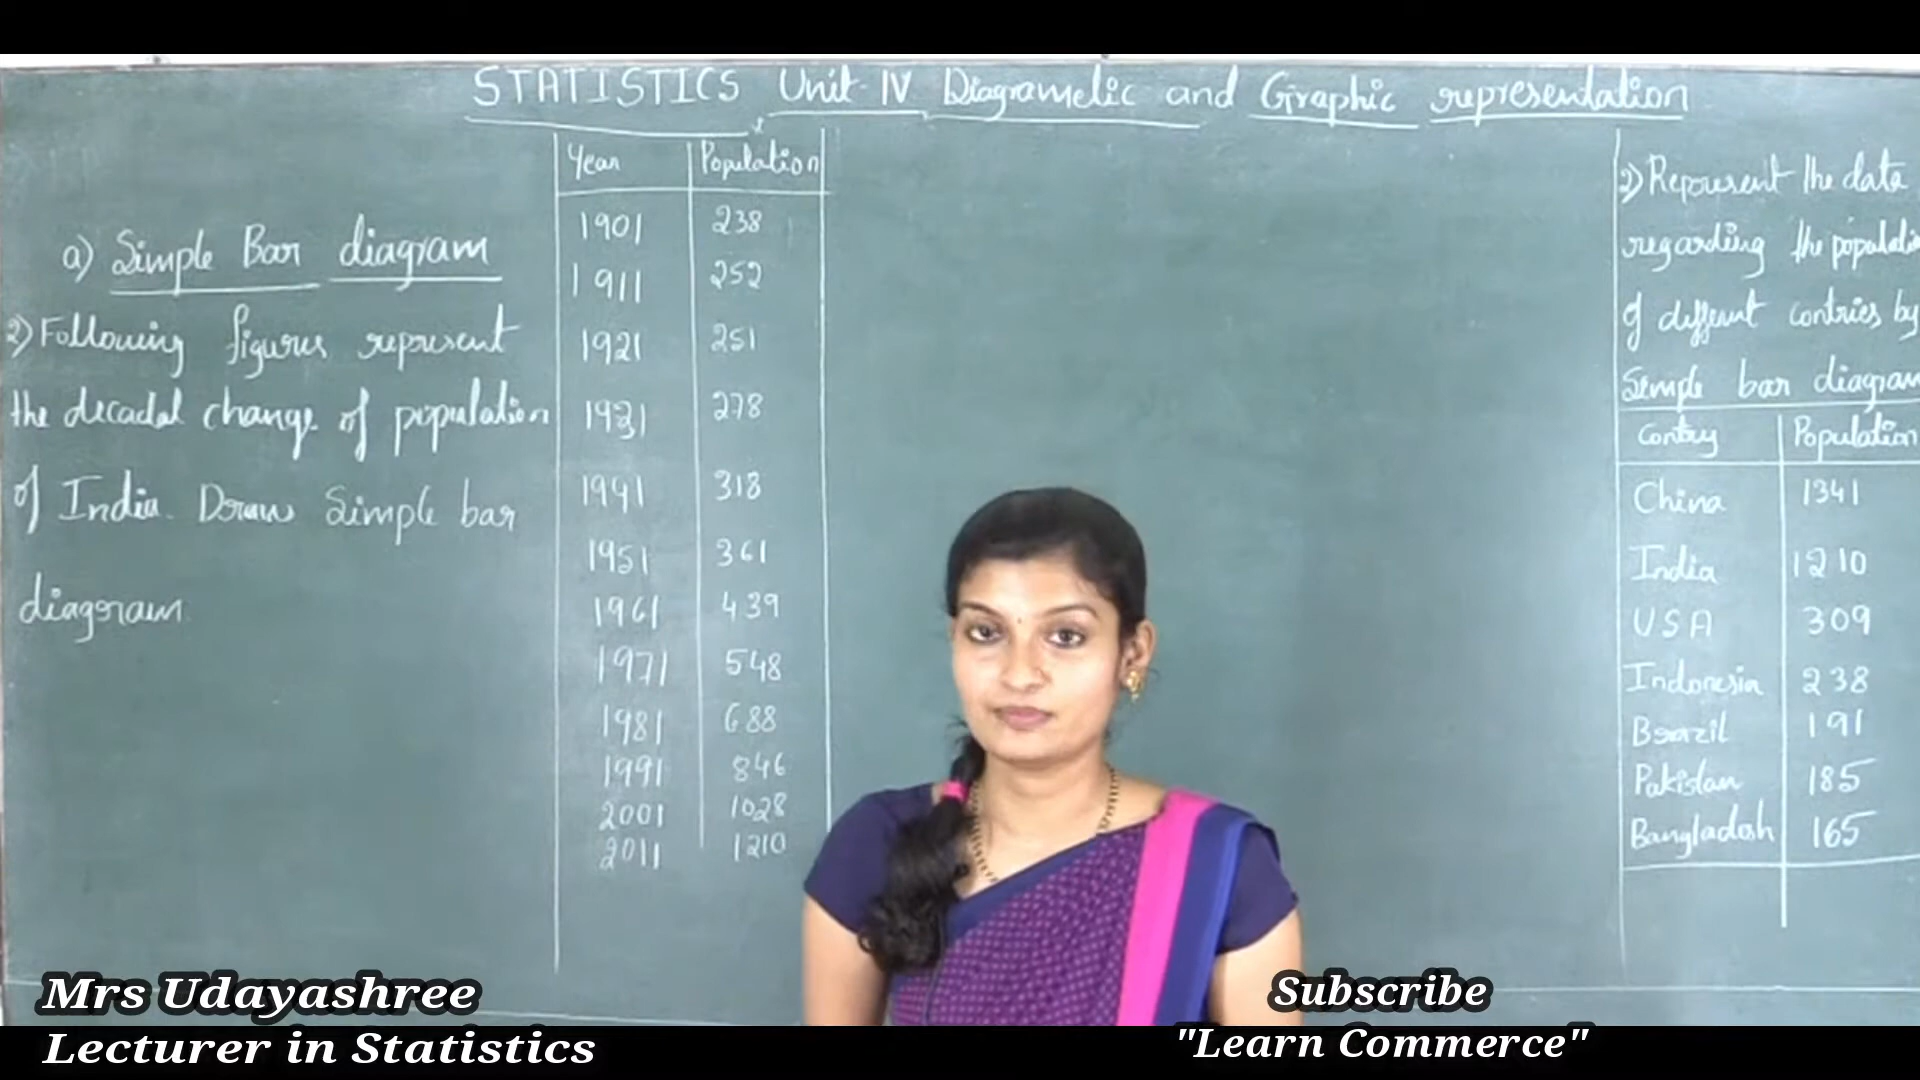 STATISTICS Unit-IV Diagrametic and Graphic representation
a) Simple Bar diagram
2) Following figures represent
the decadal change of population
of India. Draw Simple bar
diagram
Year Population
1901 238
1911 252
1921 251
1931 278
1941 318
1951 361
1961 439
1971 548
1981 688
1991 846
2001 1028
2011 1210
2) Represent the data
regarding the populatio
of different contries by
Simple bar diagram
Contry Population
China 1341
India 1210
USA 309
Indonesia 238
Brazil 191
Pakistan 185
Bangladesh 165
Mrs Udayashree
Lecturer in Statistics
Subscribe
"Learn Commerce"